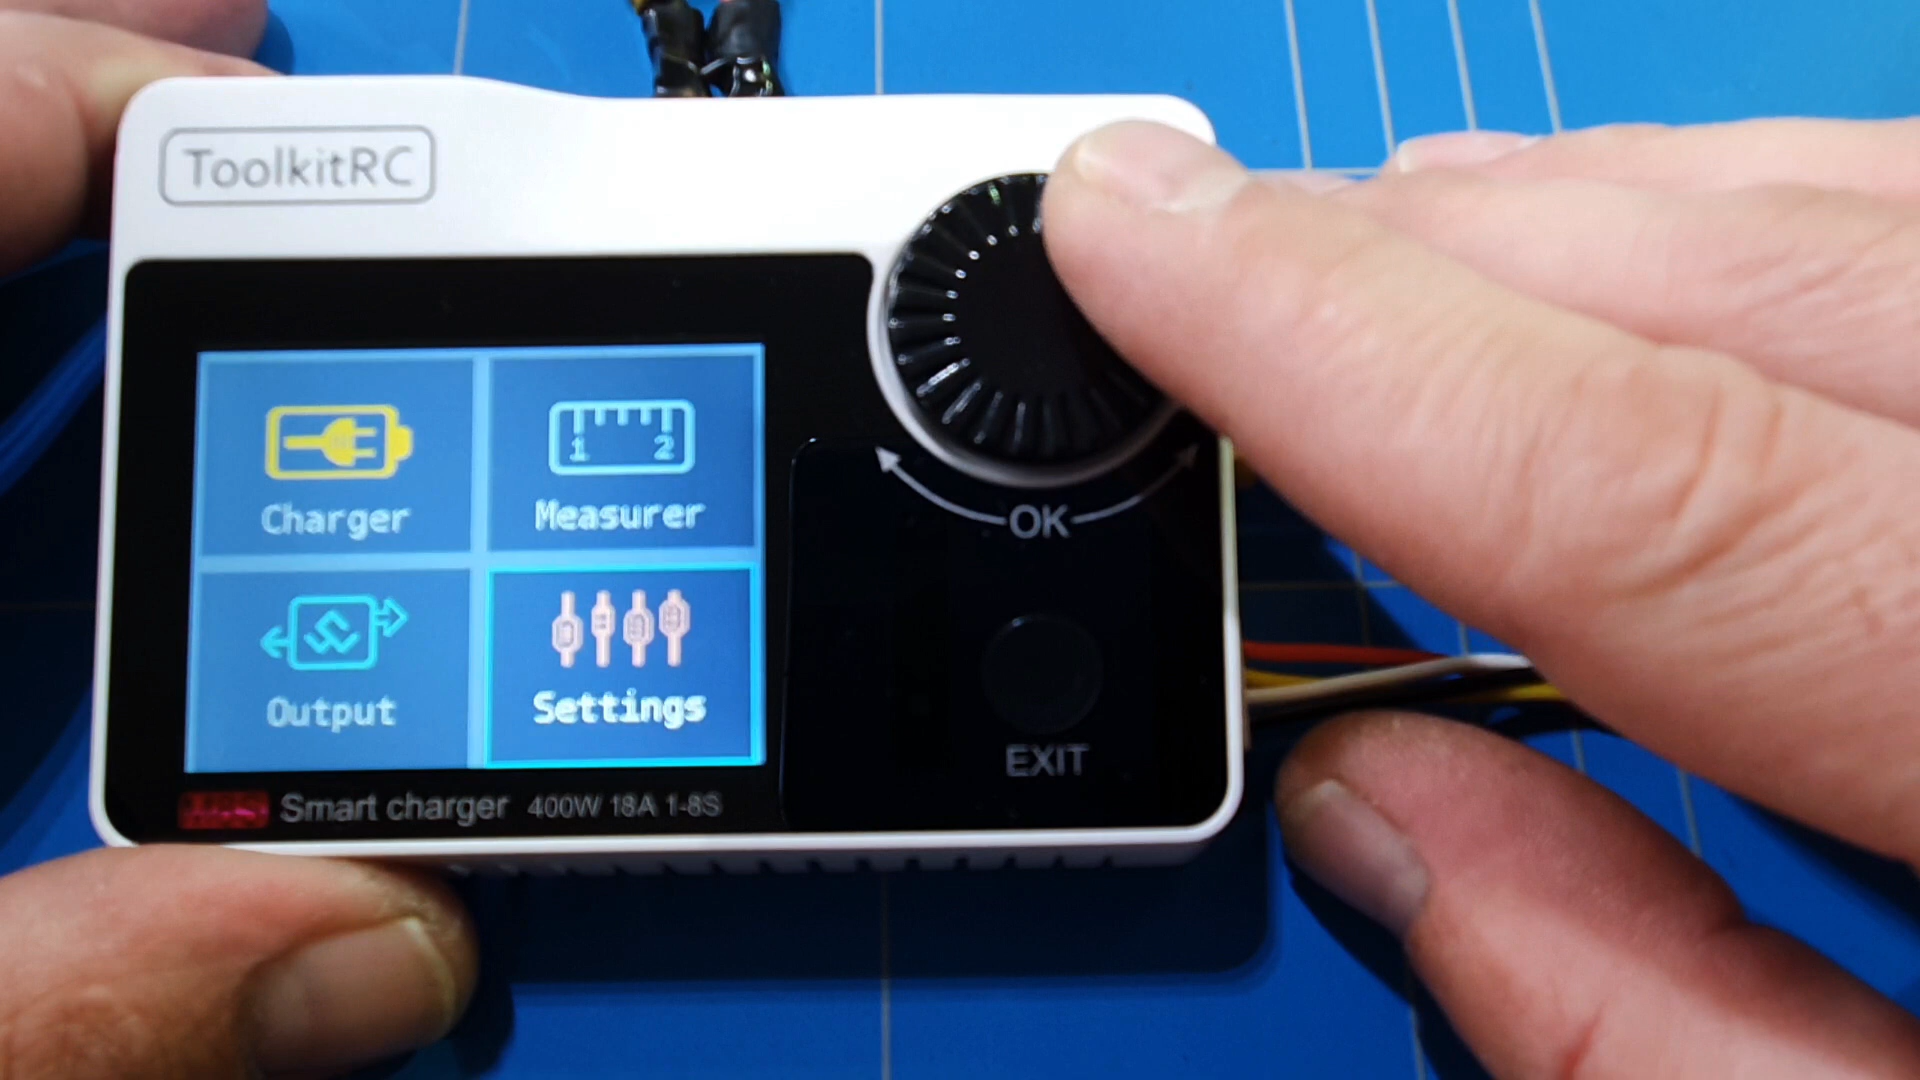 ToolkitRC
1 2
Charger
Measurer
Output
Settings
OK
EXIT
Smart charger 400W 18A 1-8S